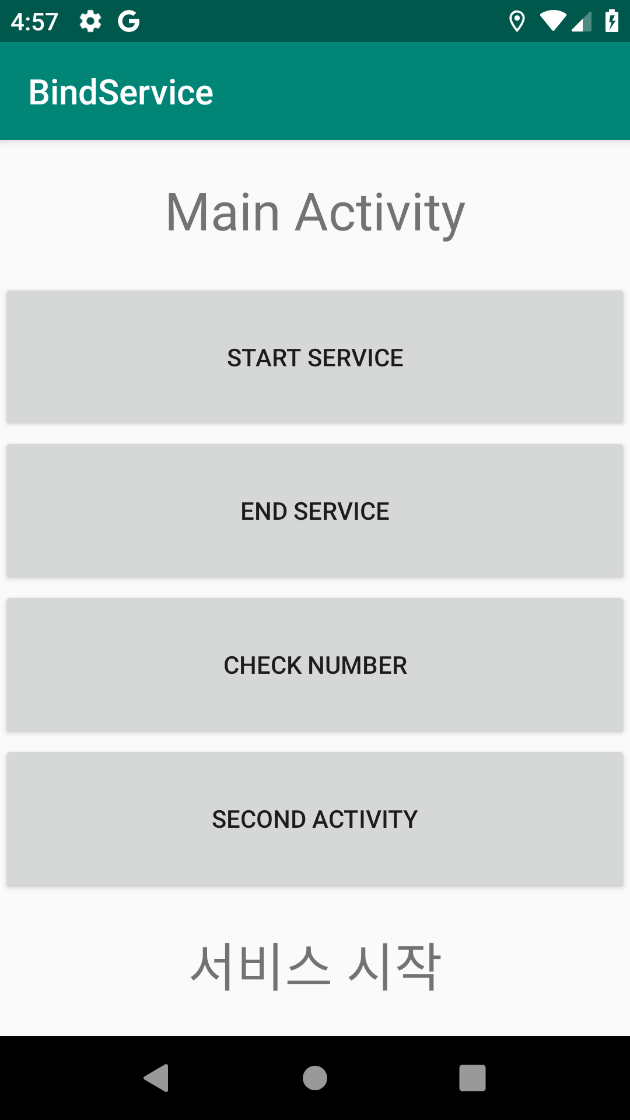 4:57
BindService
Main Activity
START SERVICE
END SERVICE
CHECK NUMBER
SECOND ACTIVITY
서비스 시작